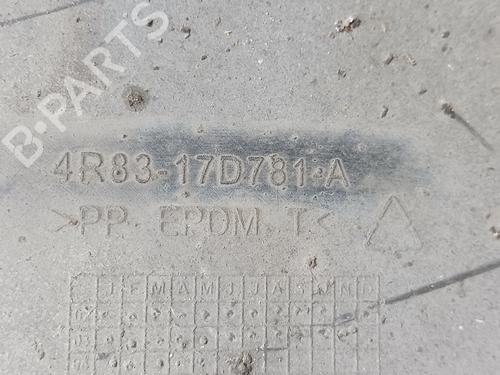 B-PARTS
4R83-17D781-A
>PP EPDM T<
J F M A M J J A S O N D